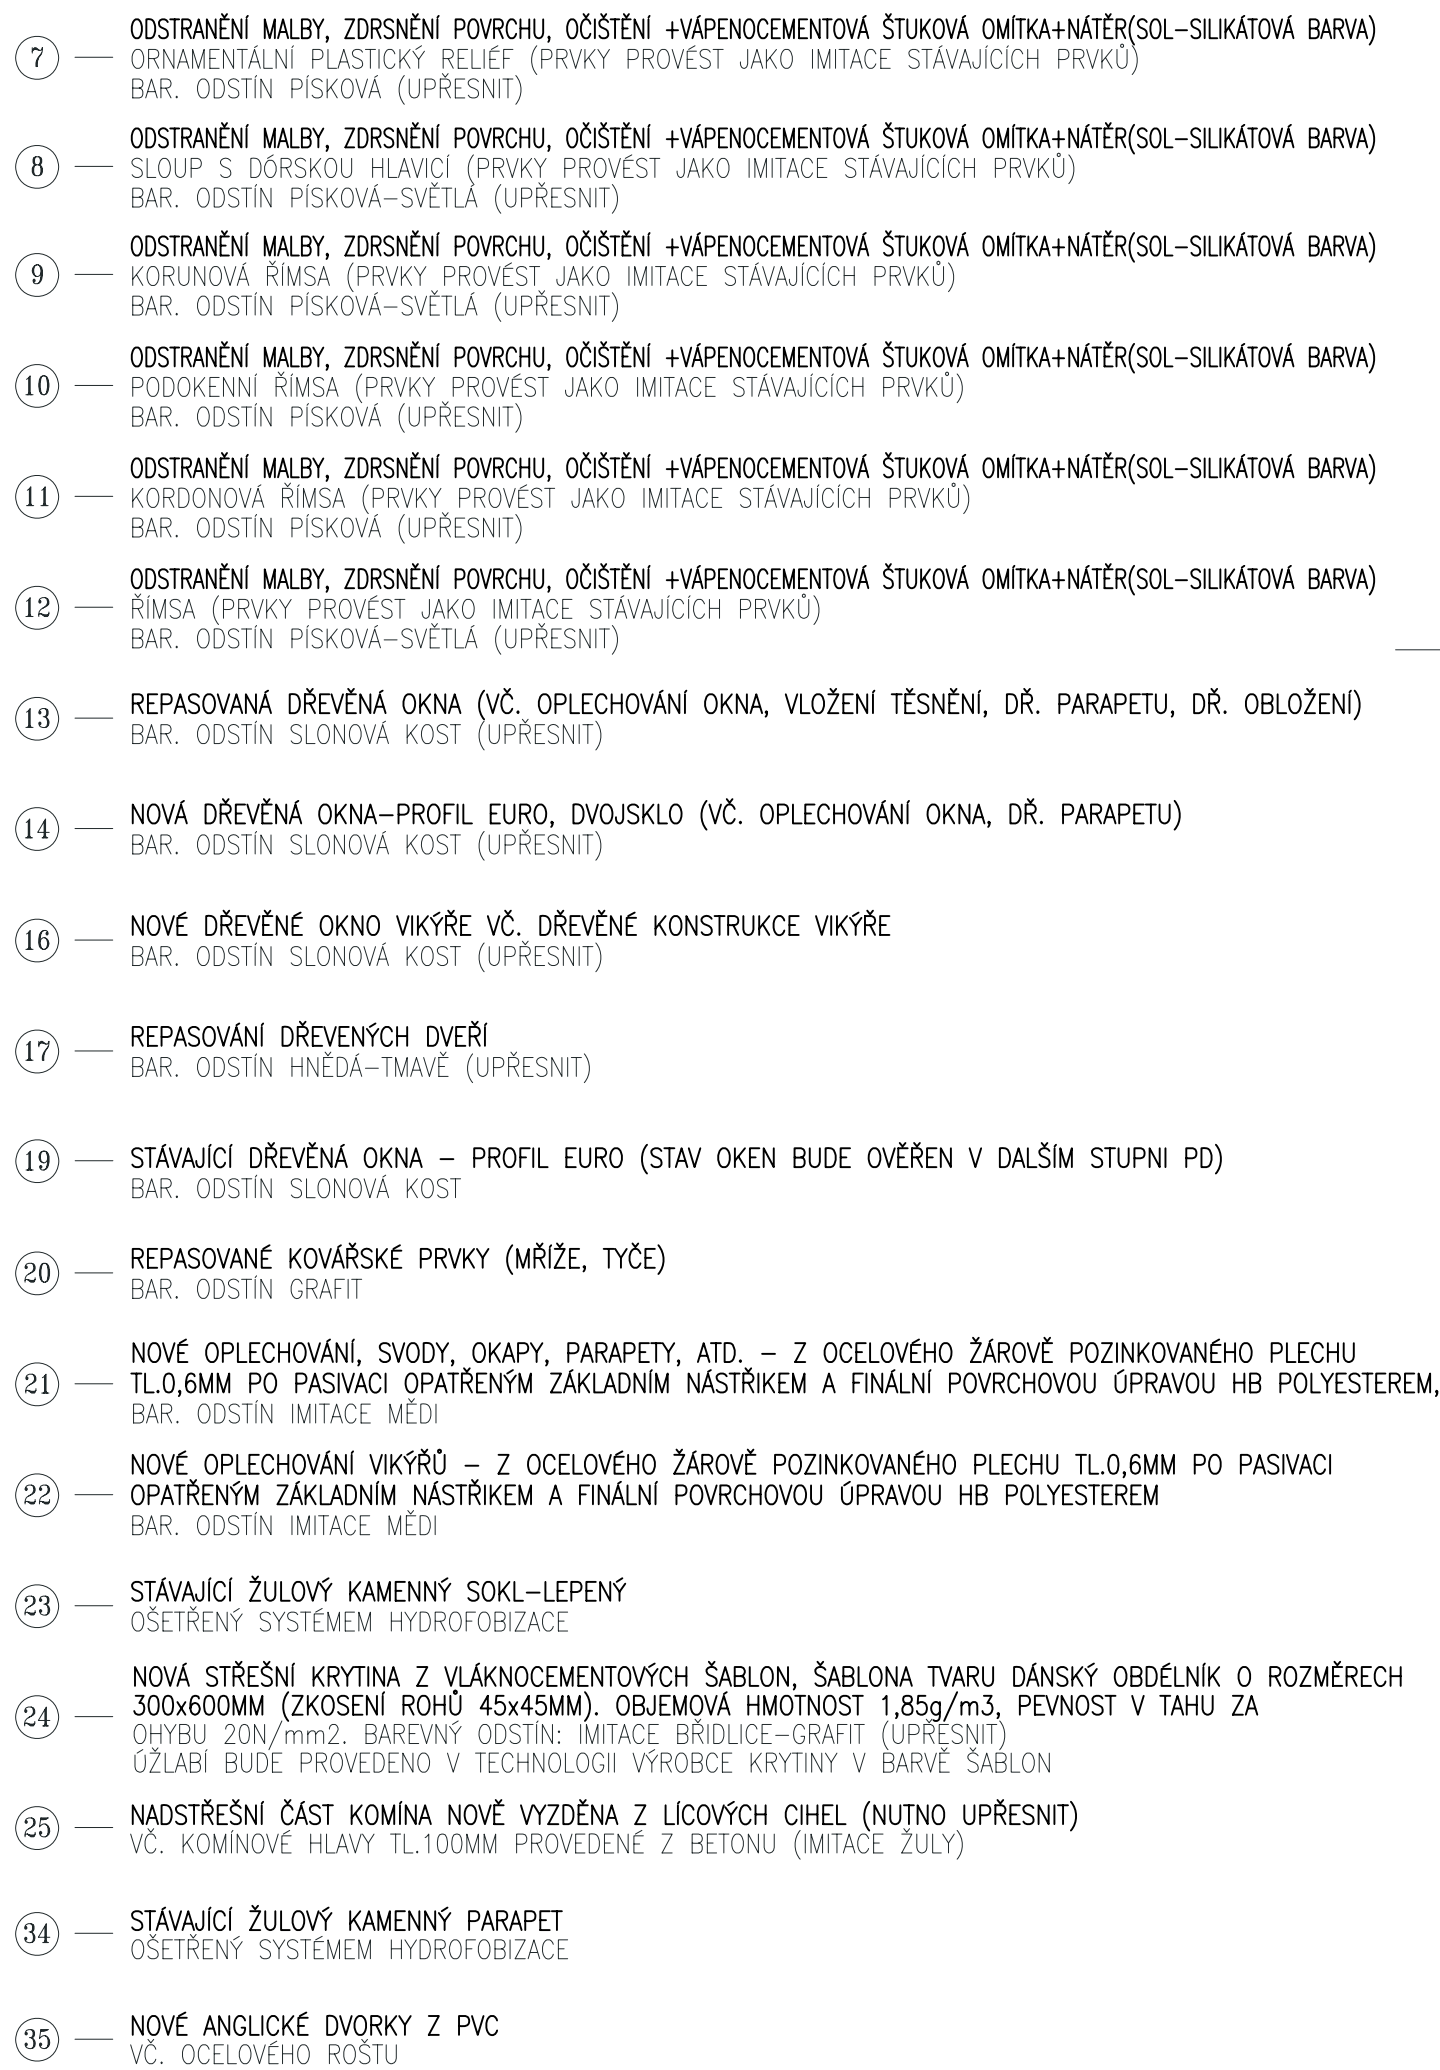 ODSTRANĚNÍ MALBY, ZDRSNĚNÍ POVRCHU, OČIŠTĚNÍ +VÁPENOCEMENTOVÁ ŠTUKOVÁ OMÍTKA+NÁTĚR(SOL-SILIKÁTOVÁ BARVA)
7 ORNAMENTÁLNÍ PLASTICKÝ RELIÉF (PRVKY PROVÉST JAKO IMITACE STÁVAJÍCÍCH PRVKŮ)
BAR. ODSTÍN PÍSKOVÁ (UPŘESNIT)
ODSTRANĚNÍ MALBY, ZDRSNĚNÍ POVRCHU, OČIŠTĚNÍ +VÁPENOCEMENTOVÁ ŠTUKOVÁ OMÍTKA+NÁTĚR(SOL-SILIKÁTOVÁ BARVA)
8 SLOUP S DÓRSKOU HLAVICÍ (PRVKY PROVÉST JAKO IMITACE STÁVAJÍCÍCH PRVKŮ)
BAR. ODSTÍN PÍSKOVÁ-SVĚTLÁ (UPŘESNIT)
ODSTRANĚNÍ MALBY, ZDRSNĚNÍ POVRCHU, OČIŠTĚNÍ +VÁPENOCEMENTOVÁ ŠTUKOVÁ OMÍTKA+NÁTĚR(SOL-SILIKÁTOVÁ BARVA)
9 KORUNOVÁ ŘÍMSA (PRVKY PROVÉST JAKO IMITACE STÁVAJÍCÍCH PRVKŮ)
BAR. ODSTÍN PÍSKOVÁ-SVĚTLÁ (UPŘESNIT)
ODSTRANĚNÍ MALBY, ZDRSNĚNÍ POVRCHU, OČIŠTĚNÍ +VÁPENOCEMENTOVÁ ŠTUKOVÁ OMÍTKA+NÁTĚR(SOL-SILIKÁTOVÁ BARVA)
10 PODOKENNÍ ŘÍMSA (PRVKY PROVÉST JAKO IMITACE STÁVAJÍCÍCH PRVKŮ)
BAR. ODSTÍN PÍSKOVÁ (UPŘESNIT)
ODSTRANĚNÍ MALBY, ZDRSNĚNÍ POVRCHU, OČIŠTĚNÍ +VÁPENOCEMENTOVÁ ŠTUKOVÁ OMÍTKA+NÁTĚR(SOL-SILIKÁTOVÁ BARVA)
11 KORDONOVÁ ŘÍMSA (PRVKY PROVÉST JAKO IMITACE STÁVAJÍCÍCH PRVKŮ)
BAR. ODSTÍN PÍSKOVÁ (UPŘESNIT)
ODSTRANĚNÍ MALBY, ZDRSNĚNÍ POVRCHU, OČIŠTĚNÍ +VÁPENOCEMENTOVÁ ŠTUKOVÁ OMÍTKA+NÁTĚR(SOL-SILIKÁTOVÁ BARVA)
12 ŘÍMSA (PRVKY PROVÉST JAKO IMITACE STÁVAJÍCÍCH PRVKŮ)
BAR. ODSTÍN PÍSKOVÁ-SVĚTLÁ (UPŘESNIT)
13 REPASOVANÁ DŘEVĚNÁ OKNA (VČ. OPLECHOVÁNÍ OKNA, VLOŽENÍ TĚSNĚNÍ, DŘ. PARAPETU, DŘ. OBLOŽENÍ)
BAR. ODSTÍN SLONOVÁ KOST (UPŘESNIT)
14 NOVÁ DŘEVĚNÁ OKNA-PROFIL EURO, DVOJSKLO (VČ. OPLECHOVÁNÍ OKNA, DŘ. PARAPETU)
BAR. ODSTÍN SLONOVÁ KOST (UPŘESNIT)
16 NOVÉ DŘEVĚNÉ OKNO VIKÝŘE VČ. DŘEVĚNÉ KONSTRUKCE VIKÝŘE
BAR. ODSTÍN SLONOVÁ KOST (UPŘESNIT)
17 REPASOVÁNÍ DŘEVENÝCH DVEŘÍ
BAR. ODSTÍN HNĚDÁ-TMAVĚ (UPŘESNIT)
19 STÁVAJÍCÍ DŘEVĚNÁ OKNA - PROFIL EURO (STAV OKEN BUDE OVĚŘEN V DALŠÍM STUPNI PD)
BAR. ODSTÍN SLONOVÁ KOST
20 REPASOVANÉ KOVÁŘSKÉ PRVKY (MŘÍŽE, TYČE)
BAR. ODSTÍN GRAFIT
NOVÉ OPLECHOVÁNÍ, SVODY, OKAPY, PARAPETY, ATD. - Z OCELOVÉHO ŽÁROVĚ POZINKOVANÉHO PLECHU
21 TL.0,6MM PO PASIVACI OPATŘENÝM ZÁKLADNÍM NÁSTŘIKEM A FINÁLNÍ POVRCHOVOU ÚPRAVOU HB POLYESTEREM,
BAR. ODSTÍN IMITACE MĚDI
NOVÉ OPLECHOVÁNÍ VIKÝŘŮ - Z OCELOVÉHO ŽÁROVĚ POZINKOVANÉHO PLECHU TL.0,6MM PO PASIVACI
22 OPATŘENÝM ZÁKLADNÍM NÁSTŘIKEM A FINÁLNÍ POVRCHOVOU ÚPRAVOU HB POLYESTEREM
BAR. ODSTÍN IMITACE MĚDI
23 STÁVAJÍCÍ ŽULOVÝ KAMENNÝ SOKL-LEPENÝ
OŠETŘENÝ SYSTÉMEM HYDROFOBIZACE
NOVÁ STŘEŠNÍ KRYTINA Z VLÁKNOCEMENTOVÝCH ŠABLON, ŠABLONA TVARU DÁNSKÝ OBDÉLNÍK O ROZMĚRECH
24 300x600MM (ZKOSENÍ ROHŮ 45x45MM). OBJEMOVÁ HMOTNOST 1,85g/m3, PEVNOST V TAHU ZA
OHYBU 20N/mm2. BAREVNÝ ODSTÍN: IMITACE BŘIDLICE-GRAFIT (UPŘESNIT)
ÚŽLABÍ BUDE PROVEDENO V TECHNOLOGII VÝROBCE KRYTINY V BARVĚ ŠABLON
25 NADSTŘEŠNÍ ČÁST KOMÍNA NOVĚ VYZDĚNA Z LÍCOVÝCH CIHEL (NUTNO UPŘESNIT)
VČ. KOMÍNOVÉ HLAVY TL.100MM PROVEDENÉ Z BETONU (IMITACE ŽULY)
34 STÁVAJÍCÍ ŽULOVÝ KAMENNÝ PARAPET
OŠETŘENÝ SYSTÉMEM HYDROFOBIZACE
35 NOVÉ ANGLICKÉ DVORKY Z PVC
VČ. OCELOVÉHO ROŠTU